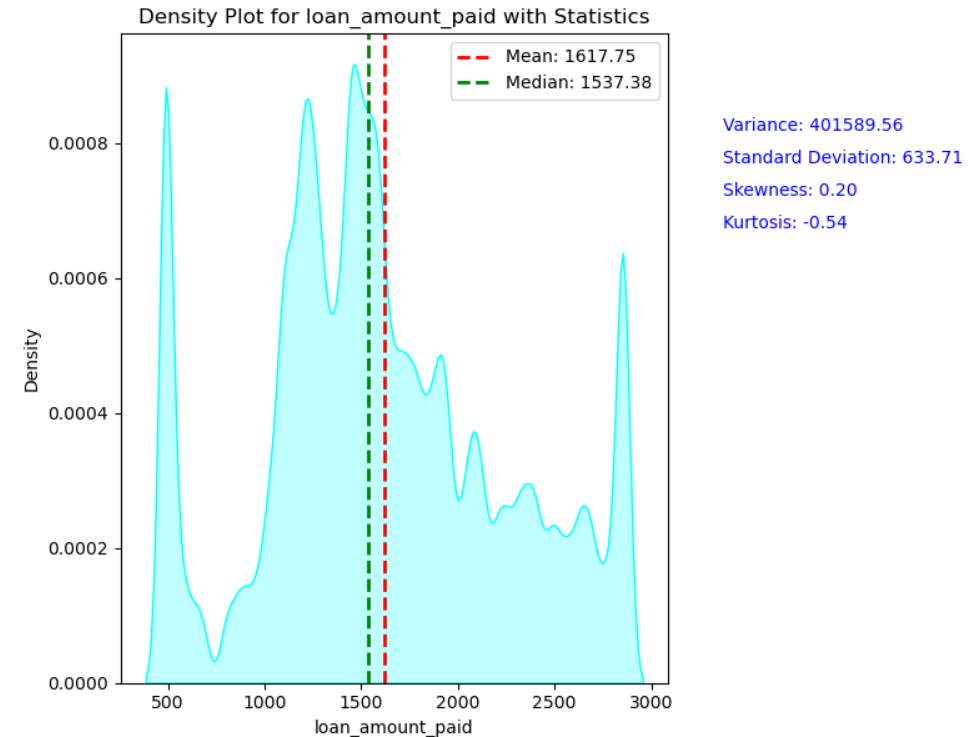 Density Plot for loan_amount_paid with Statistics
Mean: 1617.75
Median: 1537.38
Variance: 401589.56
Standard Deviation: 633.71
Skewness: 0.20
Kurtosis: -0.54
Density
0.0008
0.0006
0.0004
0.0002
0.0000
500 1000 1500 2000 2500 3000
loan_amount_paid